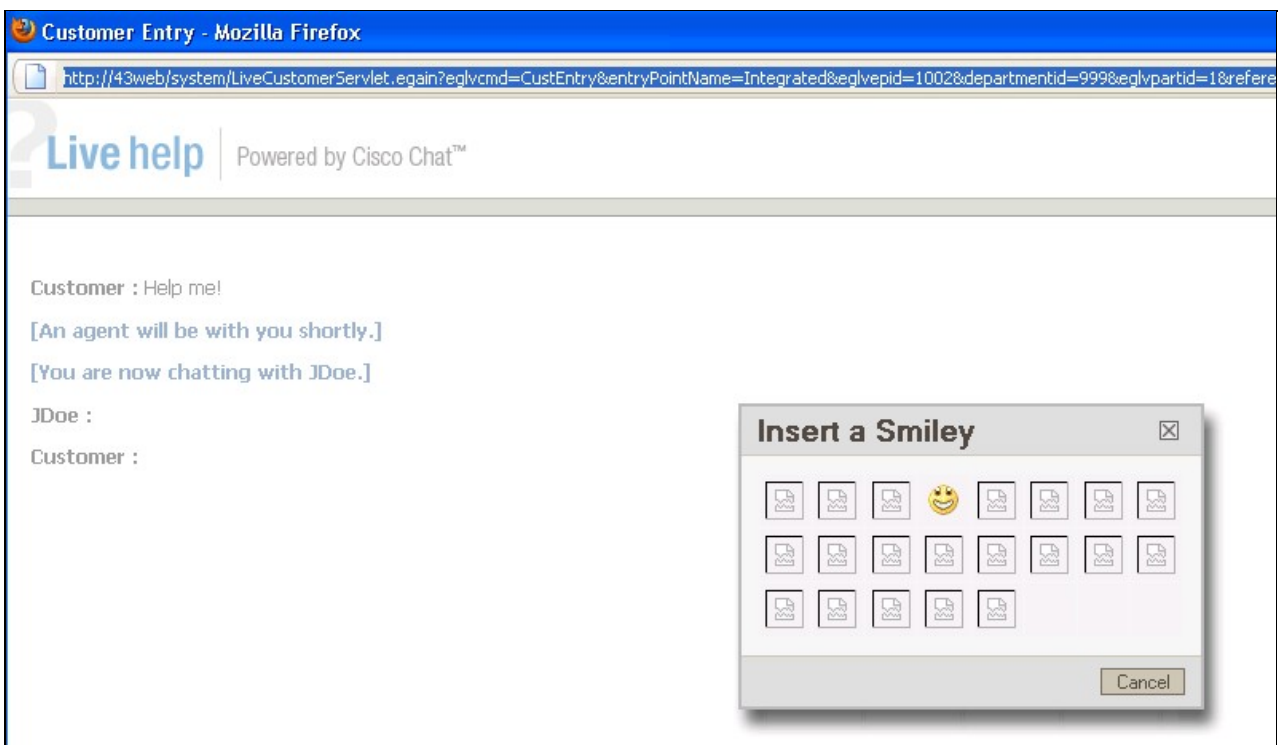 Customer Entry - Mozilla Firefox
http://43web/system/LiveCustomerServlet.egain?eglvcmd=CustEntry&entryPointName=Integrated&eglvepid=1002&departmentid=999&eglvpartid=1&refere
? Live help Powered by Cisco Chat™
Customer : Help me!
[An agent will be with you shortly.]
[You are now chatting with JDoe.]
JDoe :
Customer :
Insert a Smiley
Cancel